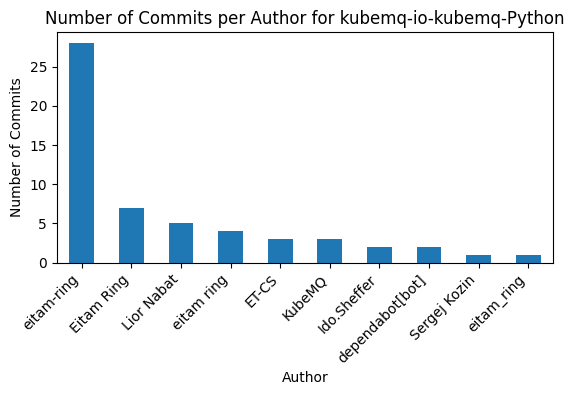 Number of Commits per Author for kubemq-io-kubemq-Python
Number of Commits
25
20
15
10
5
0
eitam-ring
Eitam Ring
Lior Nabat
eitam ring
ET-CS
KubeMQ
Ido.Sheffer
dependabot[bot]
Sergej Kozin
eitam_ring
Author